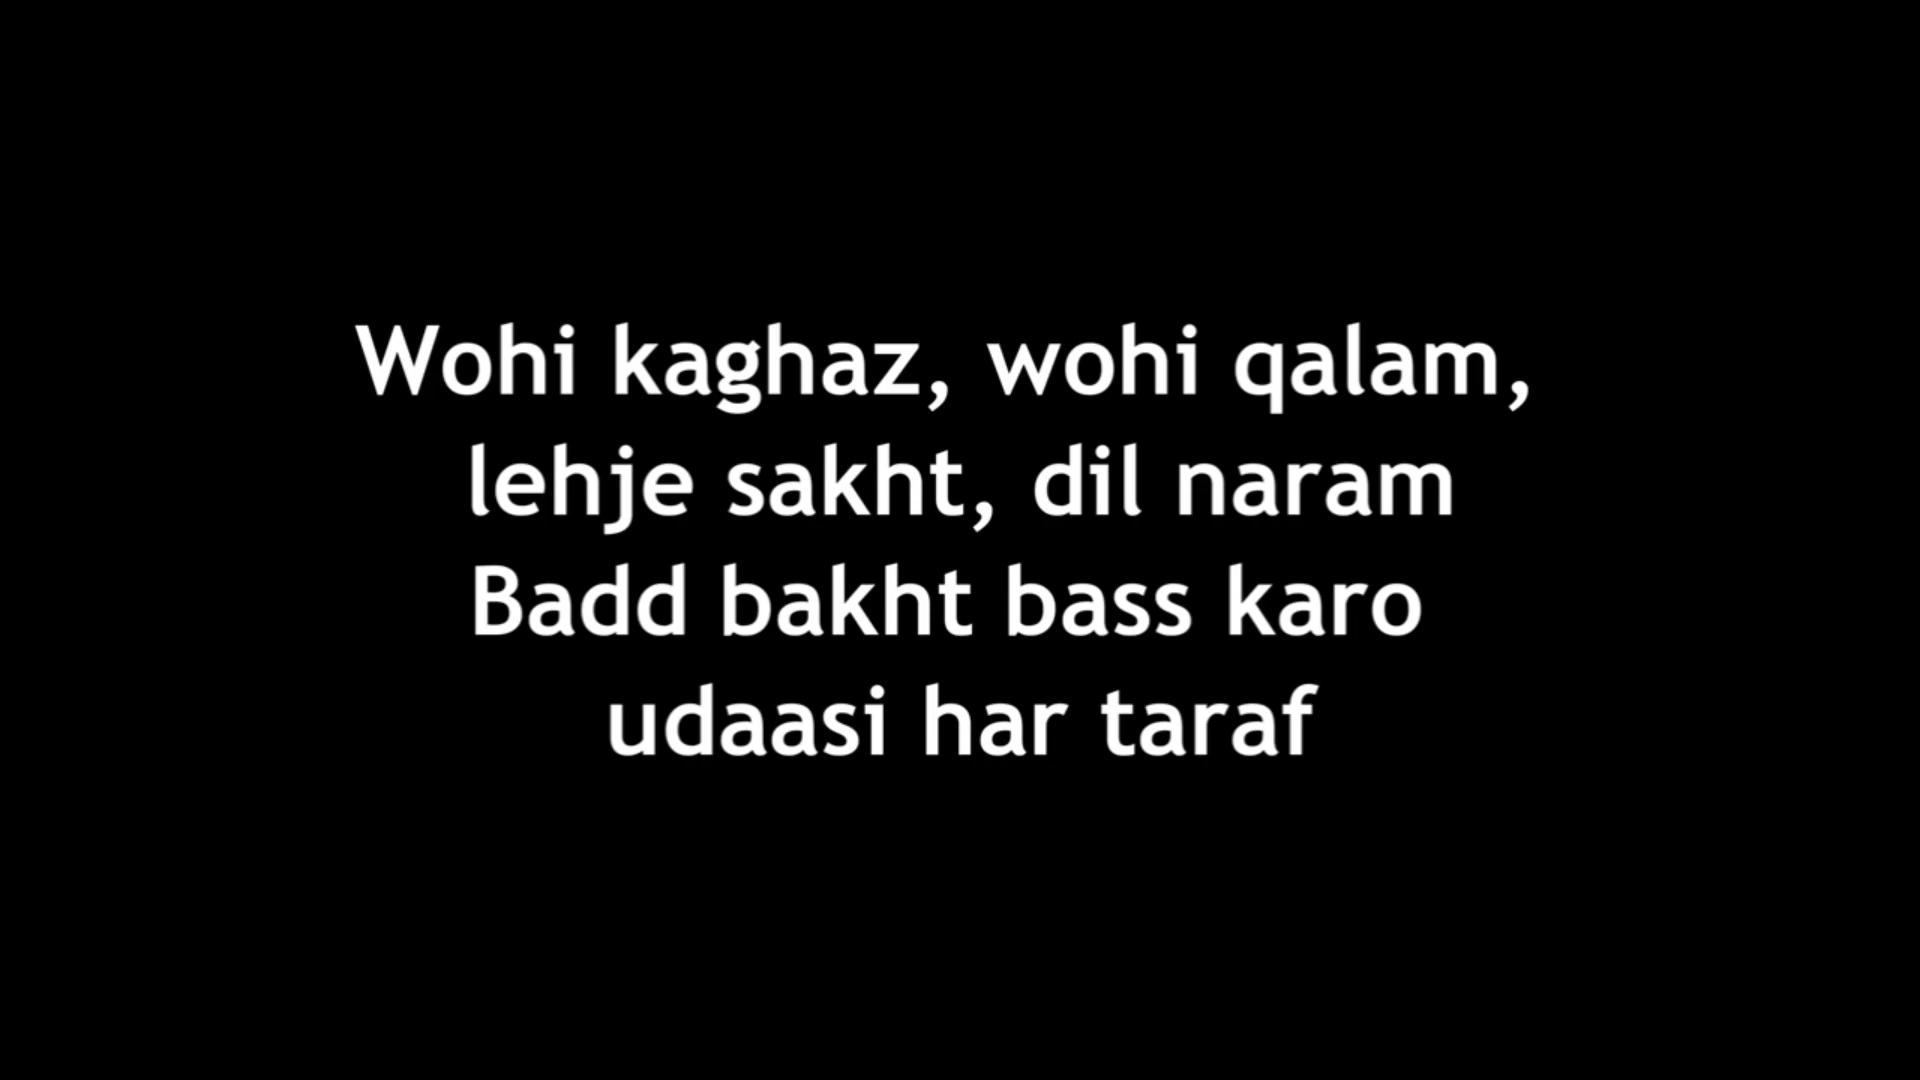 Wohi kaghaz, wohi qalam,
lehje sakht, dil naram
Badd bakht bass karo
udaasi har taraf